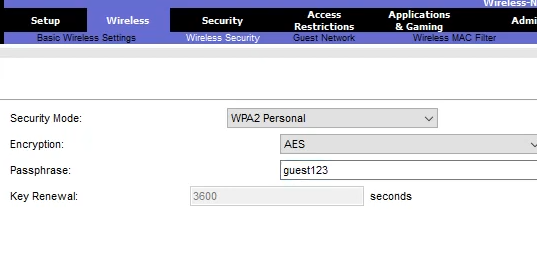 Wireless-N
Setup Wireless Security Access Restrictions Applications & Gaming Admi
Basic Wireless Settings Wireless Security Guest Network Wireless MAC Filter
Security Mode: WPA2 Personal
Encryption: AES
Passphrase: guest123
Key Renewal: 3600 seconds